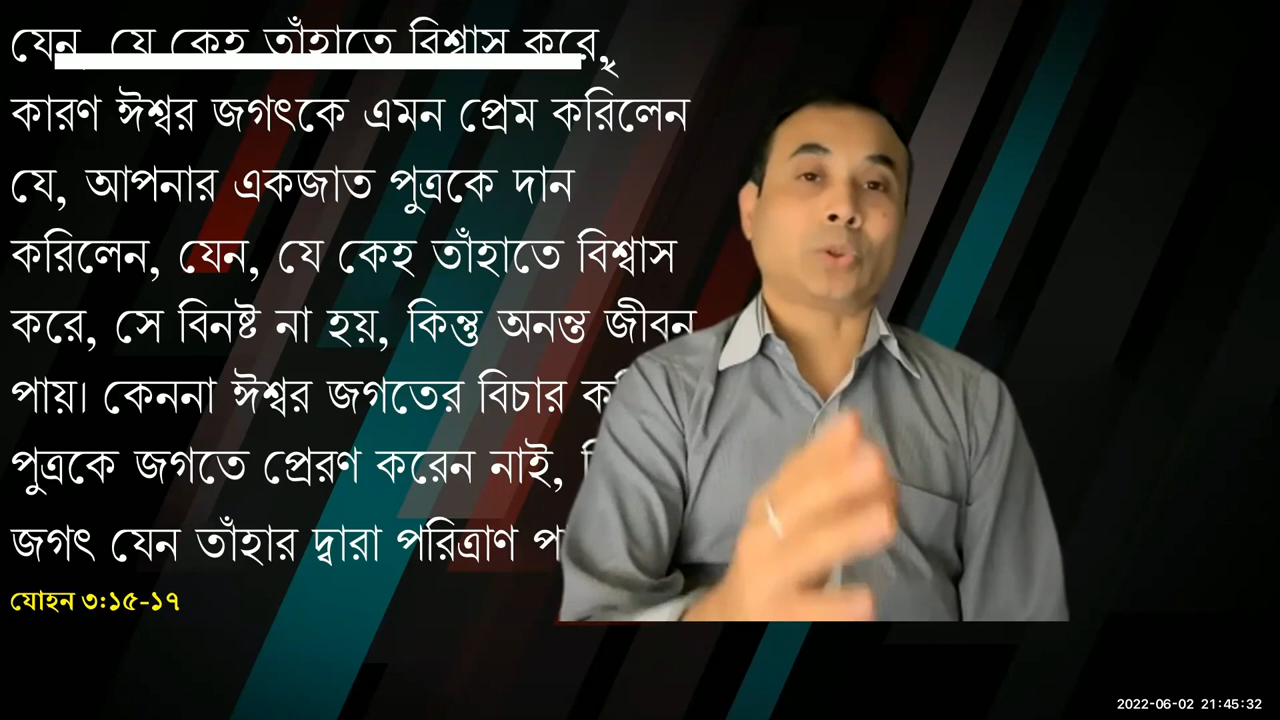 যেন, যে কেহ তাঁহাতে বিশ্বাস করে,
কারণ ঈশ্বর জগৎকে এমন প্রেম করিলেন
যে, আপনার একজাত পুত্রকে দান
করিলেন, যেন, যে কেহ তাঁহাতে বিশ্বাস
করে, সে বিনষ্ট না হয়, কিন্তু অনন্ত জীবন
পায়। কেননা ঈশ্বর জগতের বিচার
পুত্রকে জগতে প্রেরণ করেন নাই,
জগৎ যেন তাঁহার দ্বারা পরিত্রাণ
যোহন ৩:১৫-১৭
2022-06-02 21:45:32